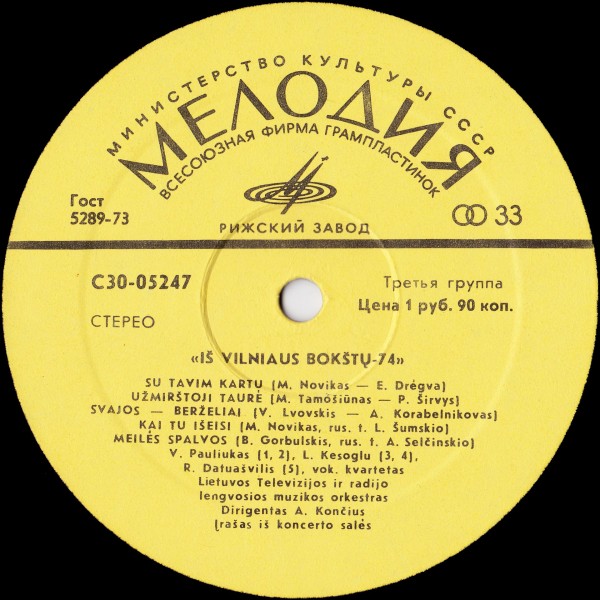 МИНИСТЕРСТВО КУЛЬТУРЫ СССР
МЕЛОДИЯ
ВСЕСОЮЗНАЯ ФИРМА ГРАМПЛАСТИНОК
Гост
5289-73
РИЖСКИЙ ЗАВОД
33
С30-05247
Третья группа
Цена 1 руб. 90 коп.
СТЕРЕО
«IŠ VILNIAUS BOKŠTŲ-74»
SU TAVIM KARTU (M. Novikas — E. Drėgva)
UŽMIRŠTOJI TAURĖ (M. Tamošiūnas — P. Širvys)
SVAJOS — BERŽELIAI (V. Lvovskis — A. Korabelnikovas)
KAI TU IŠEISI (M. Novikas, rus. t. L. Šumskio)
MEILĖS SPALVOS (B. Gorbulskis, rus. t. A. Selčinskio)
V. Pauliukas (1, 2), L. Kesoglu (3, 4),
R. Datuašvilis (5), vok. kvartetas
Lietuvos Televizijos ir radijo
lengvosios muzikos orkestras
Dirigentas A. Končius
Įrašas iš koncerto salės